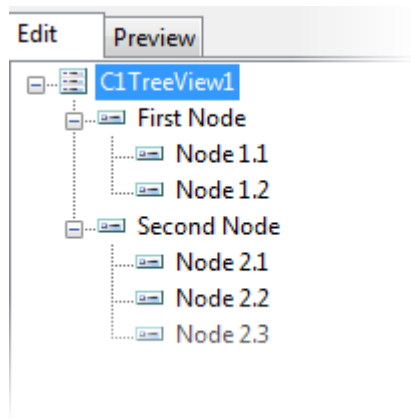 Edit Preview
C1TreeView1
First Node
Node 1.1
Node 1.2
Second Node
Node 2.1
Node 2.2
Node 2.3